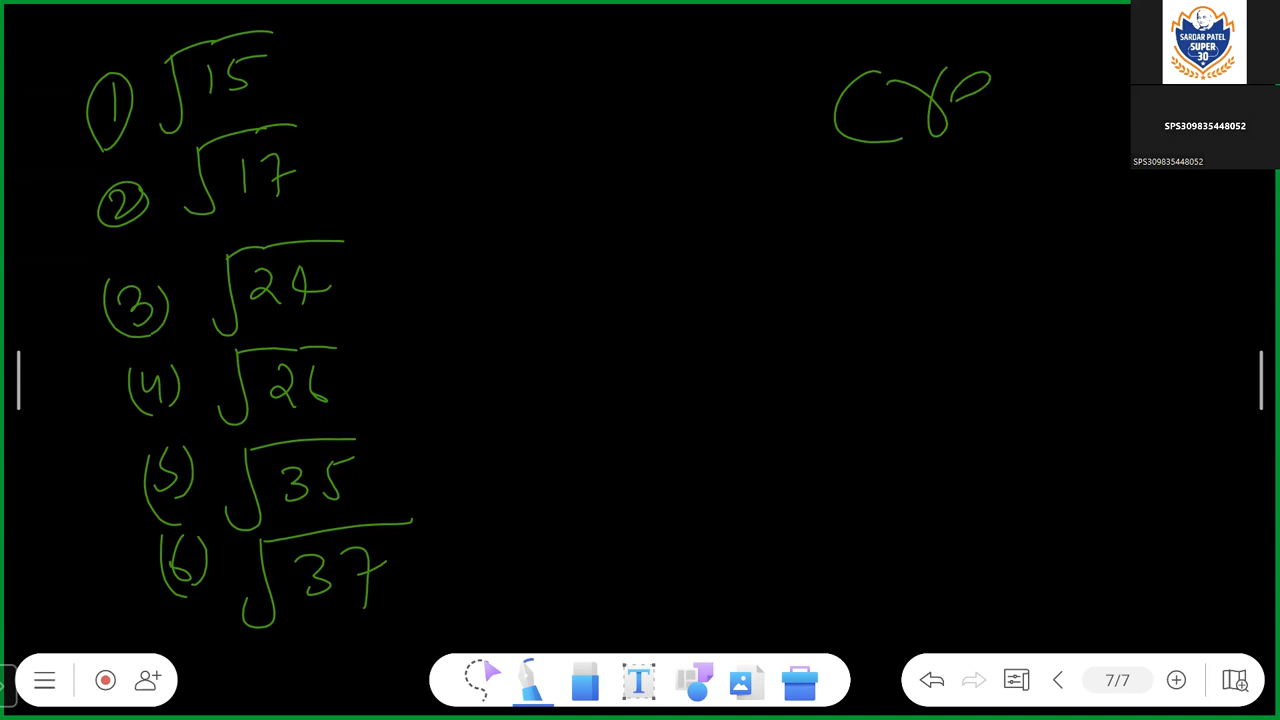 ① √15
② √17
(3) √24
(4) √26
(5) √35
(6) √37
SARDAR PATEL
SUPER
30
SPS309835448052
SPS309835448052
T
7/7